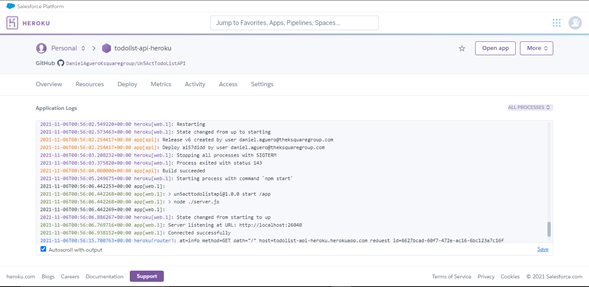 Salesforce Platform
HEROKU
Jump to Favorites, Apps, Pipelines, Spaces...
Personal
todolist-api-heroku
Open app
More
GitHub
DanielAgueroKsquaregroup/Un5ActTodoListAPI
Overview
Resources
Deploy
Metrics
Activity
Access
Settings
Application Logs
ALL PROCESSES
2021-11-06T00:56:02.549220+00:00 heroku[web.1]: Restarting
2021-11-06T00:56:02.573463+00:00 heroku[web.1]: State changed from up to starting
2021-11-06T00:56:02.254417+00:00 app[api]: Release v6 created by user daniel.aguero@theksquaregroup.com
2021-11-06T00:56:02.254417+00:00 app[api]: Deploy by user daniel.aguero@theksquaregroup.com
2021-11-06T00:56:03.208232+00:00 heroku[web.1]: Stopping all processes with SIGTERM
2021-11-06T00:56:03.375020+00:00 heroku[web.1]: Process exited with status 143
2021-11-06T00:56:04.000000+00:00 app[api]: Build succeeded
2021-11-06T00:56:05.249675+00:00 heroku[web.1]: Starting process with command `npm start`
2021-11-06T00:56:06.442253+00:00 app[web.1]:
2021-11-06T00:56:06.442268+00:00 app[web.1]: > un5acttodolistapi@1.0.0 start /app
2021-11-06T00:56:06.442268+00:00 app[web.1]: > node ./server.js
2021-11-06T00:56:06.442269+00:00 app[web.1]:
2021-11-06T00:56:06.886267+00:00 heroku[web.1]: State changed from starting to up
2021-11-06T00:56:06.769716+00:00 app[web.1]: Server listening at URL: http://localhost:26040
2021-11-06T00:56:06.938153+00:00 app[web.1]: Connected successfully
2021-11-06T00:56:15.700763+00:00 heroku[router]: at=info method=GET path="/" host=todolist-api-heroku.herokuapp.com
Autoscroll with output
Save
heroku.com
Blogs
Careers
Documentation
Support
Terms of Service
Privacy
Cookies
© 2021 Salesforce.com